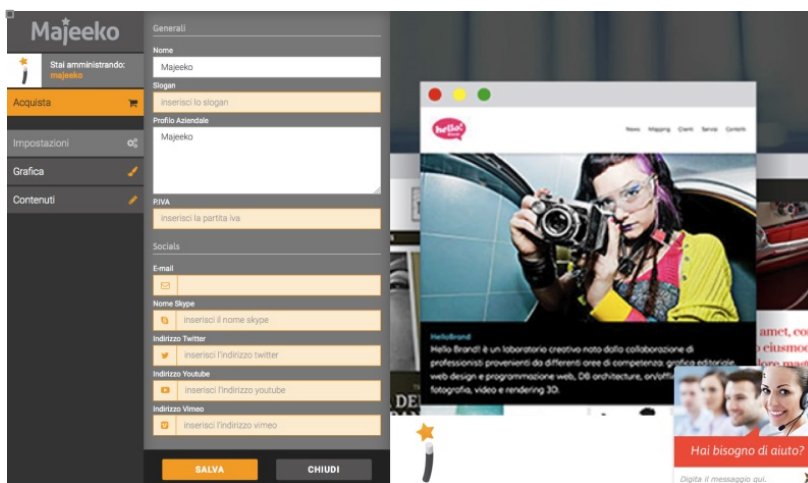 Majeeko
Stai amministrando:
majeeko
Acquista
Impostazioni
Grafica
Contenuti
Generali
Nome
Majeeko
Slogan
inserisci lo slogan
Profilo Aziendale
Majeeko
P.IVA
inserisci la partita iva
Socials
E-mail
Nome Skype
inserisci il nome skype
Indirizzo Twitter
inserisci l'indirizzo twitter
Indirizzo Youtube
inserisci l'indirizzo youtube
Indirizzo Vimeo
inserisci l'indirizzo vimeo
SALVA CHIUDI
hello!
News Mapping Clienti Servizi Contatti
HelloBrand
Hello Brand! è un laboratorio creativo nato dalla collaborazione di
professionisti provenienti da differenti aree di competenza: grafica editoriale,
web design e programmazione web, DB architecture, on/offli
fotografia, video e rendering 3D.
amet, co
eiusmo
Hai bisogno di aiuto?
Digita il messaggio qui.